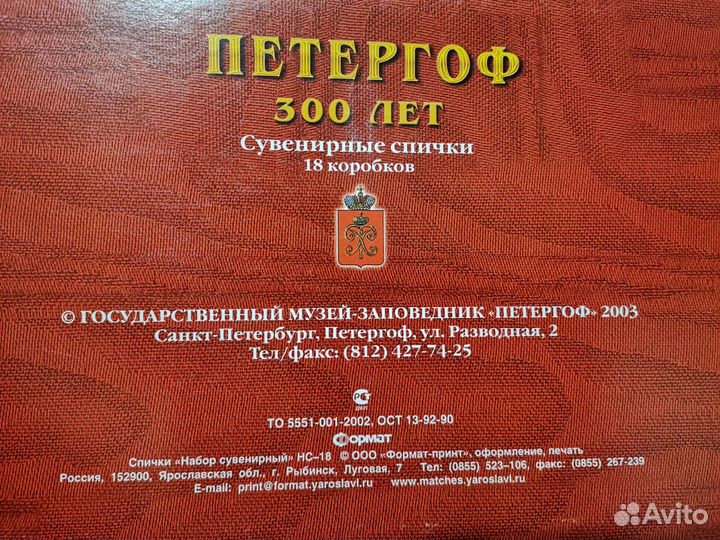 ПЕТЕРГОФ
300 ЛЕТ
Сувенирные спички
18 коробков
© ГОСУДАРСТВЕННЫЙ МУЗЕЙ-ЗАПОВЕДНИК «ПЕТЕРГОФ» 2003
Санкт-Петербург, Петергоф, ул. Разводная, 2
Тел/факс: (812) 427-74-25
ТО 5551-001-2002, ОСТ 13-92-90
Формат
Спички «Набор сувенирный» НС–18 © ООО «Формат-принт», оформление, печать
Россия, 152900, Ярославская обл., г. Рыбинск, Луговая, 7 Тел: (0855) 523–106, факс: (0855) 267-239
E-mail: print@format.yaroslavl.ru www.matches.yaroslavl.ru
Avito